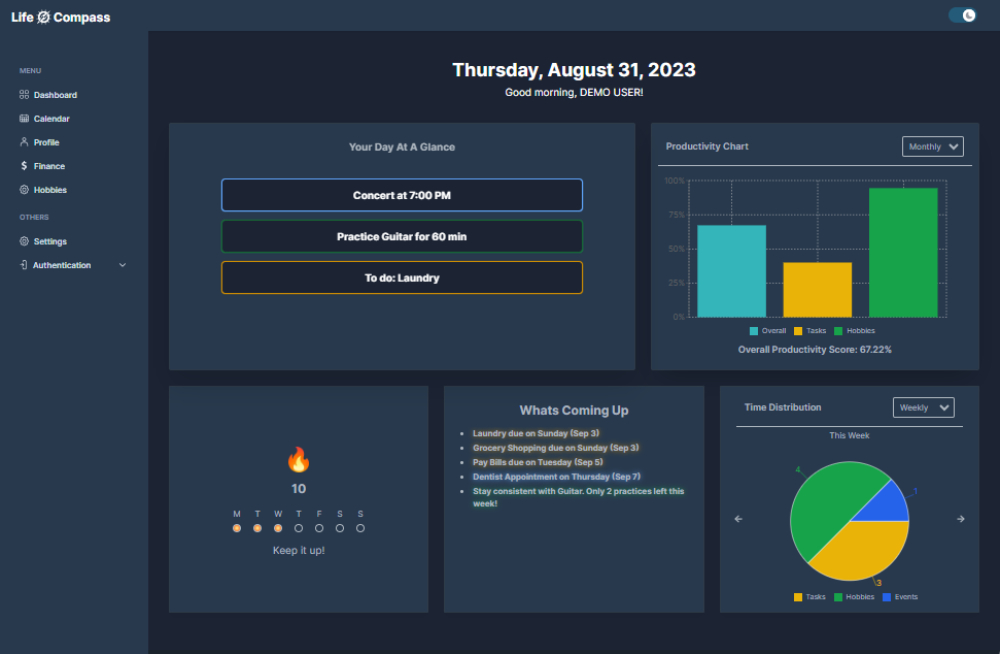 Life Compass
MENU
Dashboard
Calendar
Profile
$ Finance
Hobbies
OTHERS
Settings
Authentication
Thursday, August 31, 2023
Good morning, DEMO USER!
Your Day At A Glance
Concert at 7:00 PM
Practice Guitar for 60 min
To do: Laundry
Productivity Chart
Monthly
100%
75%
50%
25%
0%
Overall Tasks Hobbies
Overall Productivity Score: 67.22%
10
M T W T F S S
Keep it up!
Whats Coming Up
• Laundry due on Sunday (Sep 3)
• Grocery Shopping due on Sunday (Sep 3)
• Pay Bills due on Tuesday (Sep 5)
• Dentist Appointment on Thursday (Sep 7)
• Stay consistent with Guitar. Only 2 practices left this
week!
Time Distribution
Weekly
This Week
4
1
3
Tasks Hobbies Events